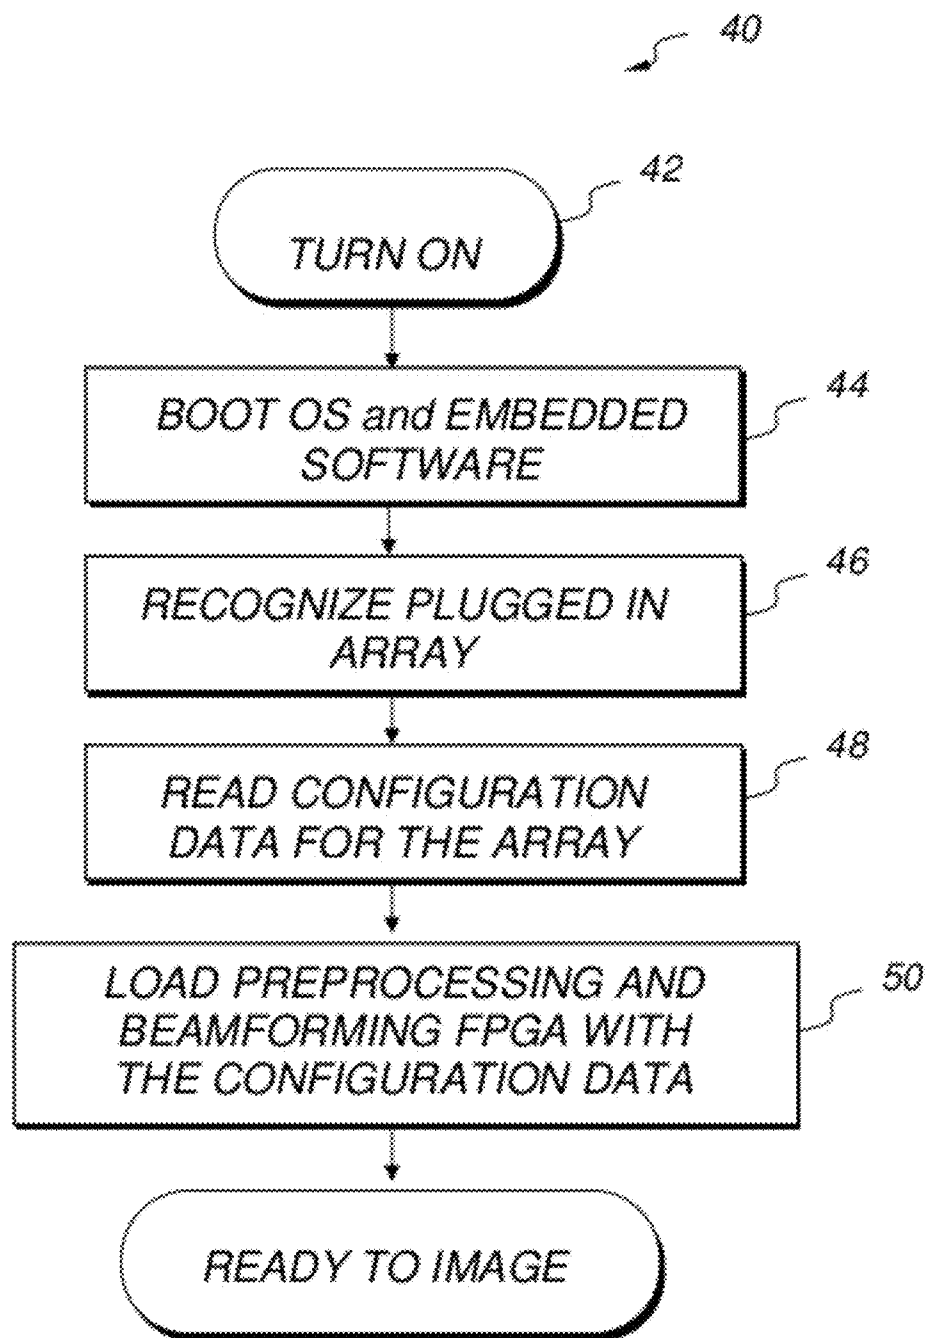 40
42
TURN ON
44
BOOT OS and EMBEDDED
SOFTWARE
46
RECOGNIZE PLUGGED IN
ARRAY
48
READ CONFIGURATION
DATA FOR THE ARRAY
50
LOAD PREPROCESSING AND
BEAMFORMING FPGA WITH
THE CONFIGURATION DATA
READY TO IMAGE